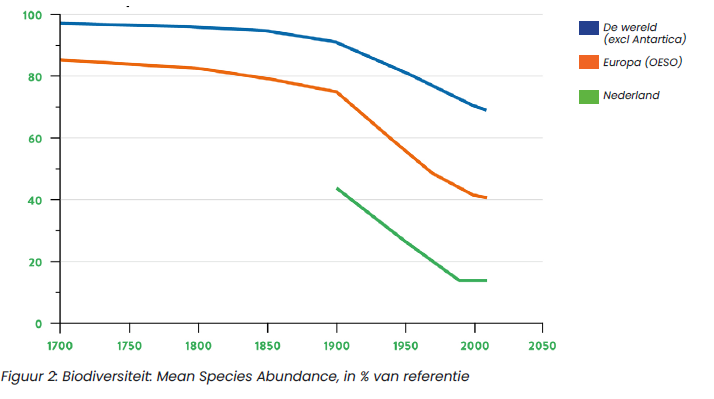 100
80
60
40
20
0
1700 1750 1800 1850 1900 1950 2000 2050
De wereld
(excl Antartica)
Europa (OESO)
Nederland
Figuur 2: Biodiversiteit: Mean Species Abundance, in % van referentie